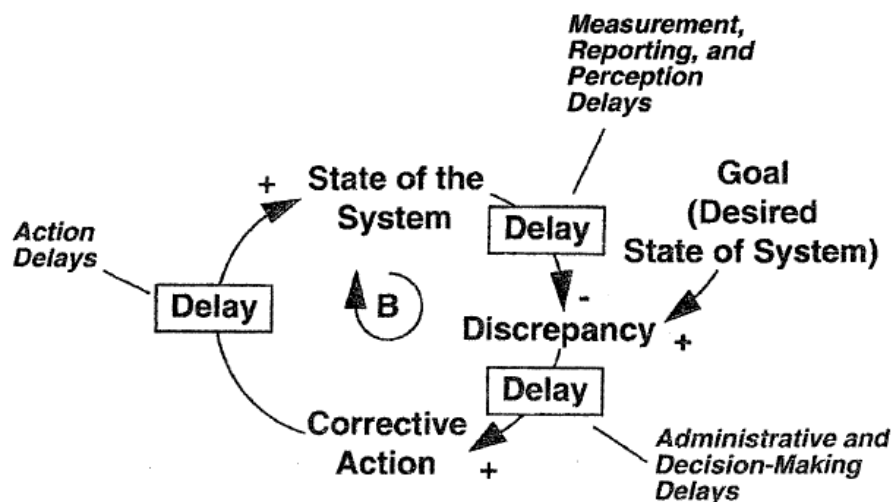 Measurement,
Reporting, and
Perception
Delays
+
State of the
System
Delay
Goal
(Desired
State of System)
Action
Delays
Delay
B
-
Discrepancy
+
Delay
Corrective
Action
+
Administrative and
Decision-Making
Delays